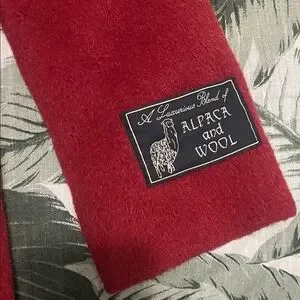 A Luxurious Blend of
ALPACA
and
WOOL